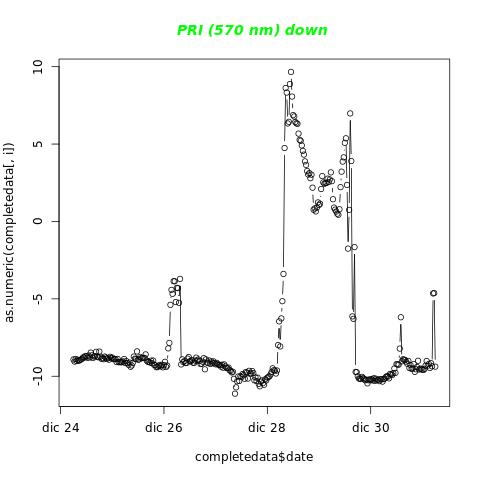 PRI (570 nm) down
as.numeric(completedata[, i])
10
5
0
-5
-10
dic 24
dic 26
dic 28
dic 30
completedata$date